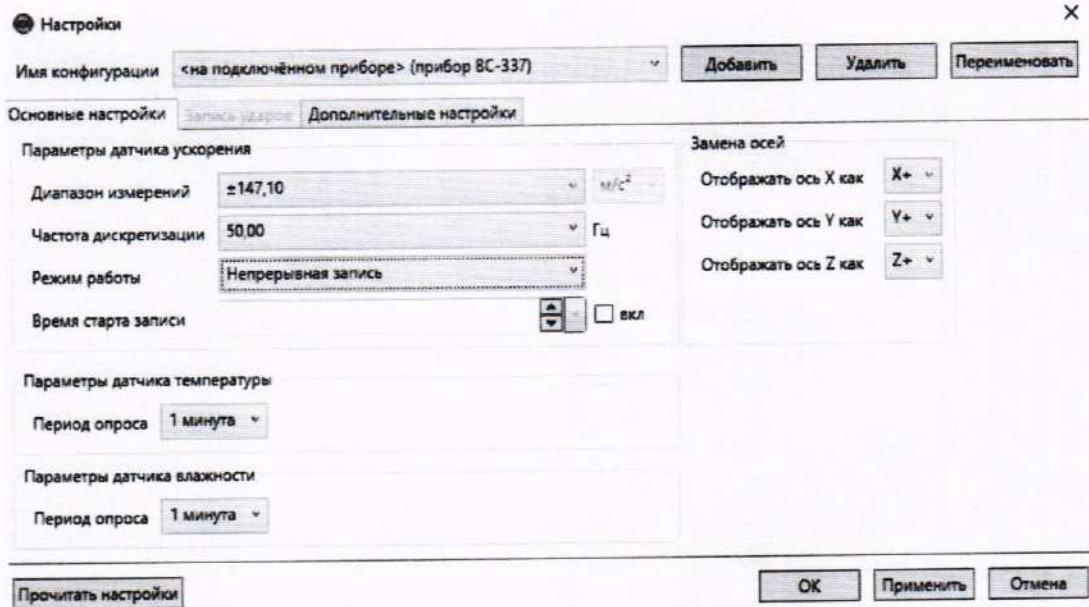 Настройки
Имя конфигурации <на подключённом приборе> (прибор ВС-337) Добавить Удалить Переименовать
Основные настройки Запись ударов Дополнительные настройки
Параметры датчика ускорения
Диапазон измерений ±147,10 м/с²
Частота дискретизации 50,00 Гц
Режим работы Непрерывная запись
Время старта записи вкл
Замена осей
Отображать ось X как X+
Отображать ось Y как Y+
Отображать ось Z как Z+
Параметры датчика температуры
Период опроса 1 минута
Параметры датчика влажности
Период опроса 1 минута
Прочитать настройки OK Применить Отмена